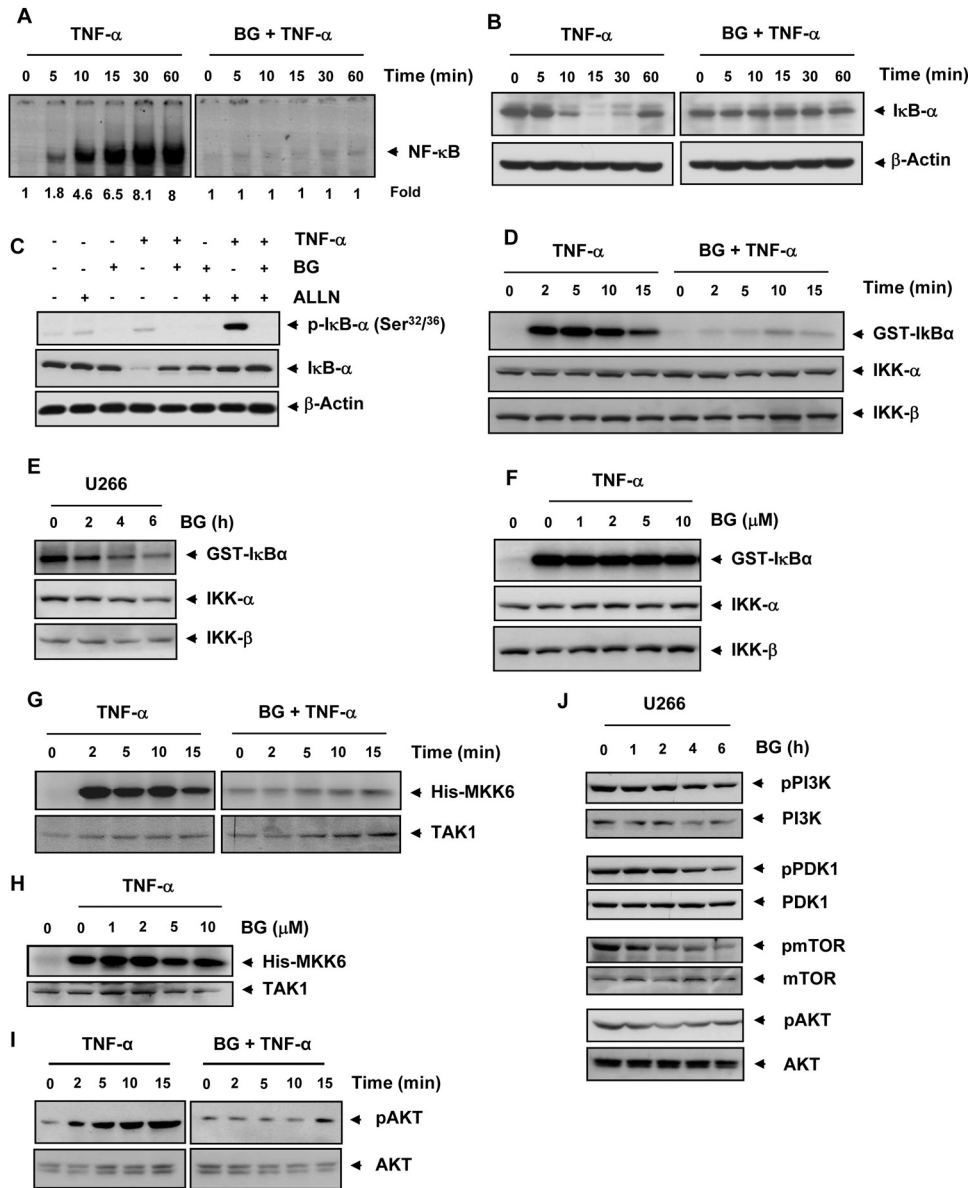 A
TNF-α BG + TNF-α
0 5 10 15 30 60 0 5 10 15 30 60 Time (min)
NF-κB
1 1.8 4.6 6.5 8.1 8 1 1 1 1 1 1 Fold
B
TNF-α BG + TNF-α
0 5 10 15 30 60 0 5 10 15 30 60 Time (min)
IκB-α
β-Actin
C
- - - + + - + + TNF-α
- - + - + + - + BG
- + - - - + + + ALLN
p-IκB-α (Ser32/36)
IκB-α
β-Actin
D
TNF-α BG + TNF-α
0 2 5 10 15 0 2 5 10 15 Time (min)
GST-IkBα
IKK-α
IKK-β
E
U266
0 2 4 6 BG (h)
GST-IκBα
IKK-α
IKK-β
F
TNF-α
0 0 1 2 5 10 BG (μM)
GST-IκBα
IKK-α
IKK-β
G
TNF-α BG + TNF-α
0 2 5 10 15 0 2 5 10 15 Time (min)
His-MKK6
TAK1
H
TNF-α
0 0 1 2 5 10 BG (μM)
His-MKK6
TAK1
I
TNF-α BG + TNF-α
0 2 5 10 15 0 2 5 10 15 Time (min)
pAKT
AKT
J
U266
0 1 2 4 6 BG (h)
pPI3K
PI3K
pPDK1
PDK1
pmTOR
mTOR
pAKT
AKT